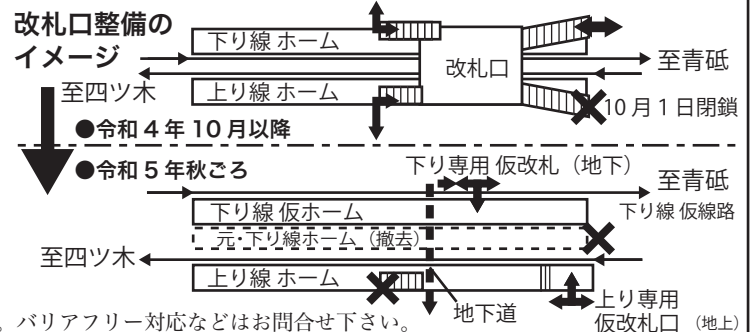 改札口整備の
イメージ
下り線 ホーム
改札口
至青砥
至四ツ木
上り線 ホーム
10月1日閉鎖
●令和4年10月以降
●令和5年秋ごろ
下り専用 仮改札(地下)
至青砥
下り線 仮線路
下り線 仮ホーム
元・下り線ホーム(撤去)
至四ツ木
上り線 ホーム
地下道
上り専用
仮改札口(地上)
。バリアフリー対応などはお問合せ下さい。